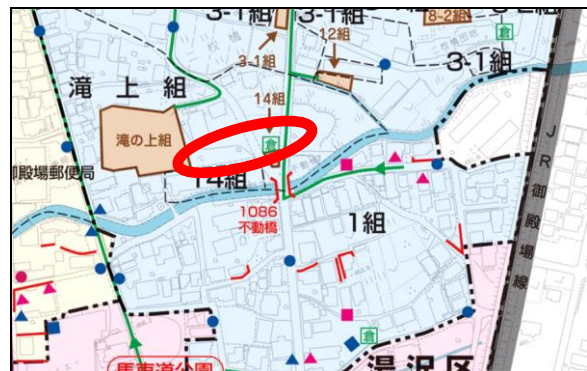 3-1組
3-1組
8-2組
倉
12組
3-1組
3-1組
滝上組
14組
滝の上組
倉
JR御殿場線
御殿場郵便局
14組
1086
不動橋
1組
倉
馬車道公園
湯沢区